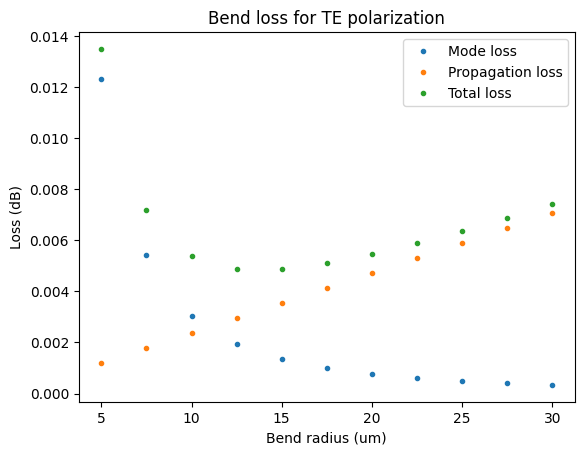 Bend loss for TE polarization
Mode loss
Propagation loss
Total loss
0.014
0.012
0.010
0.008
0.006
0.004
0.002
0.000
Loss (dB)
5 10 15 20 25 30
Bend radius (um)